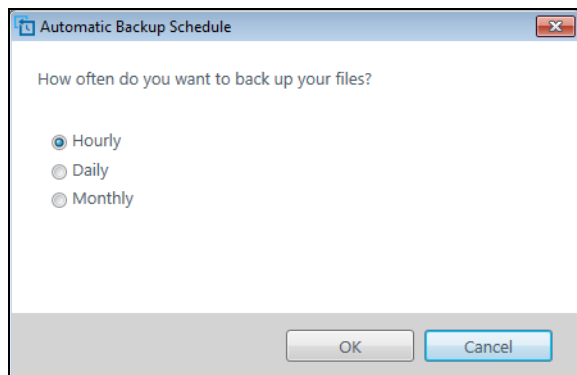 Automatic Backup Schedule
How often do you want to back up your files?
Hourly
Daily
Monthly
OK Cancel